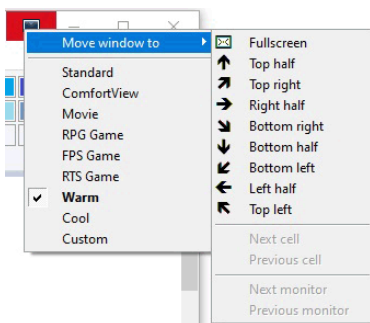 Move window to
Standard
ComfortView
Movie
RPG Game
FPS Game
RTS Game
Warm
Cool
Custom
Fullscreen
Top half
Top right
Right half
Bottom right
Bottom half
Bottom left
Left half
Top left
Next cell
Previous cell
Next monitor
Previous monitor